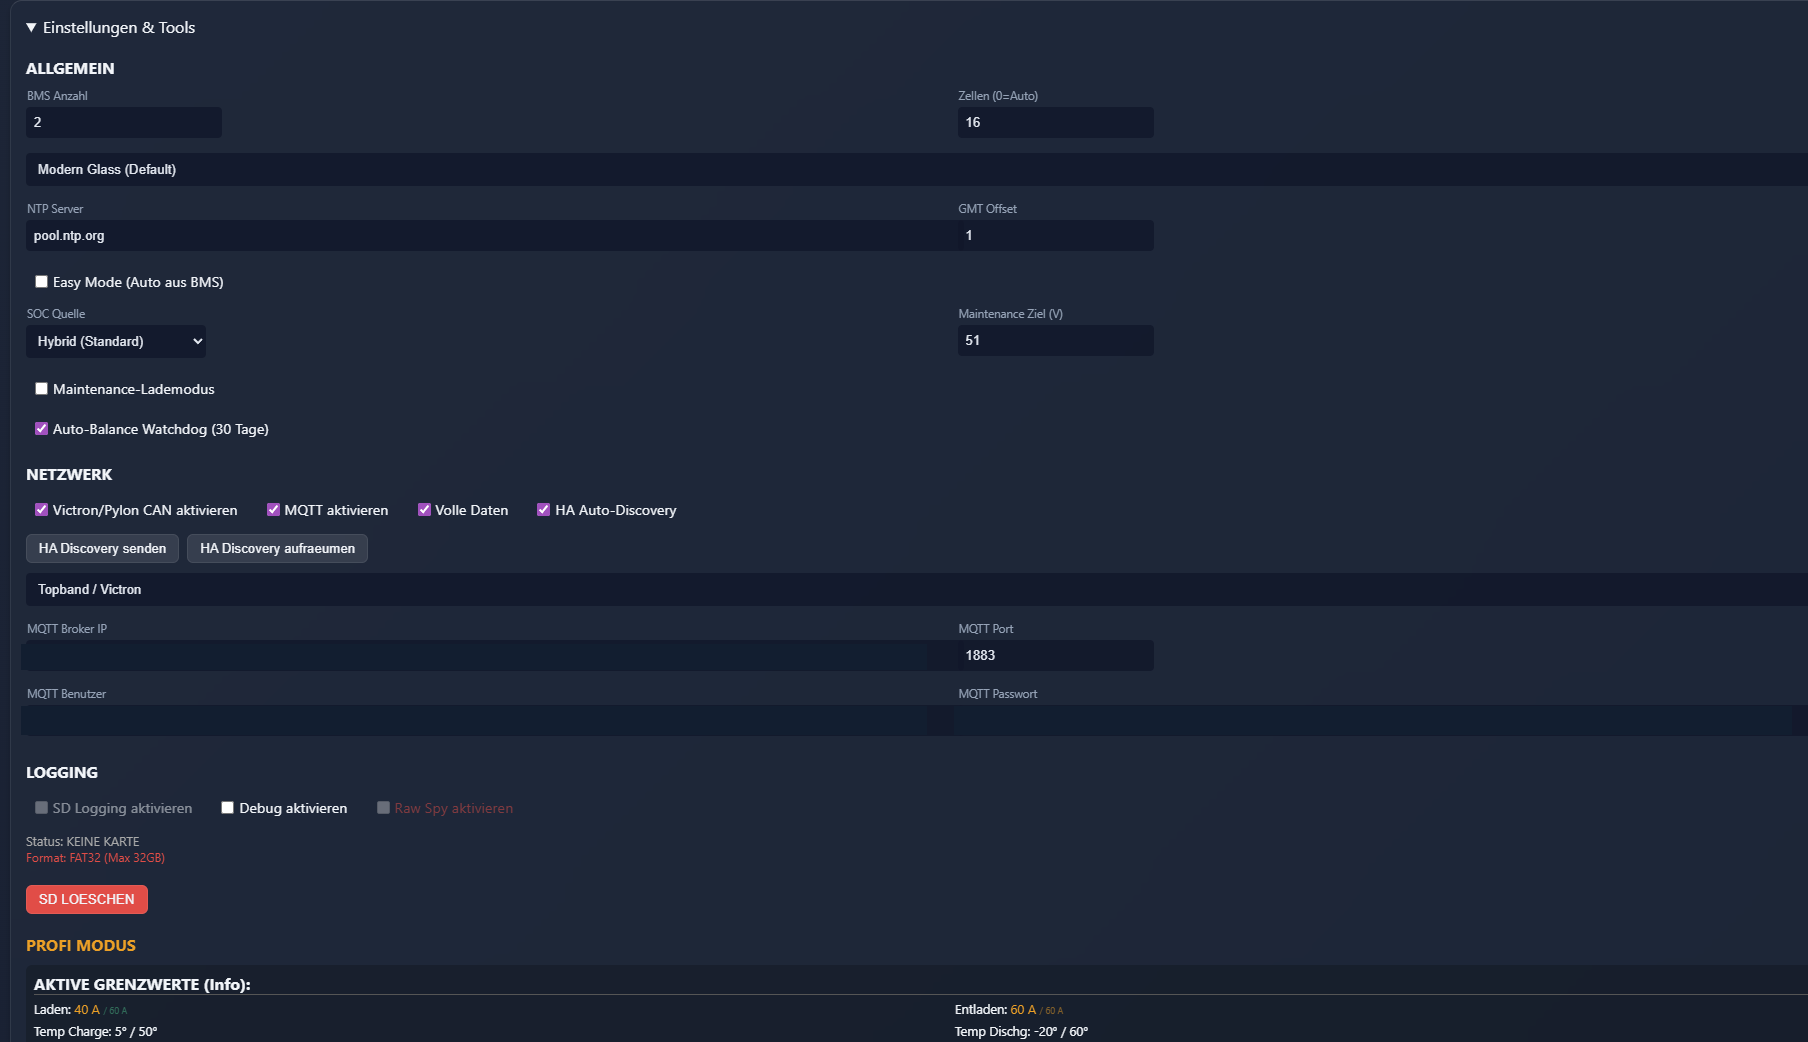 ▼ Einstellungen & Tools
ALLGEMEIN
BMS Anzahl
Zellen (0=Auto)
2
16
Modern Glass (Default)
NTP Server
GMT Offset
pool.ntp.org
1
Easy Mode (Auto aus BMS)
SOC Quelle
Maintenance Ziel (V)
Hybrid (Standard)
51
Maintenance-Lademodus
Auto-Balance Watchdog (30 Tage)
NETZWERK
Victron/Pylon CAN aktivieren MQTT aktivieren Volle Daten HA Auto-Discovery
HA Discovery senden HA Discovery aufraeumen
Topband / Victron
MQTT Broker IP
MQTT Port
1883
MQTT Benutzer
MQTT Passwort
LOGGING
SD Logging aktivieren Debug aktivieren Raw Spy aktivieren
Status: KEINE KARTE
Format: FAT32 (Max 32GB)
SD LOESCHEN
PROFI MODUS
AKTIVE GRENZWERTE (Info):
Laden: 40 A / 60 A
Entladen: 60 A / 60 A
Temp Charge: 5° / 50°
Temp Dischg: -20° / 60°